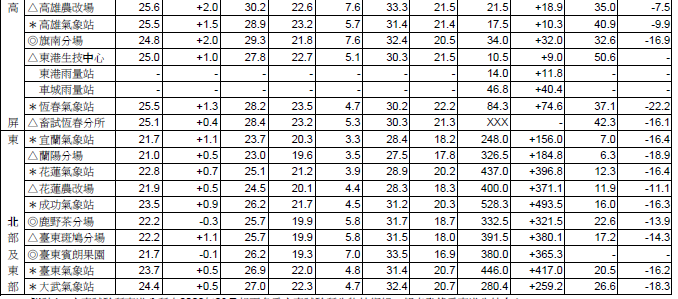 高 △高雄農改場 25.6 +2.0 30.2 22.6 7.6 33.3 21.5 21.5 +18.9 35.0 -7.5
＊高雄氣象站 25.5 +1.5 28.9 23.2 5.7 31.4 21.4 17.5 +10.3 40.9 -9.9
◎旗南分場 24.8 +2.0 29.3 21.8 7.6 32.4 20.5 34.0 +32.0 32.6 -16.9
△東港生技中心 25.0 +1.0 27.8 22.7 5.1 30.3 21.5 10.5 +9.0 50.6 -
東港雨量站 - - - - - - - 14.0 +11.8 - -
車城雨量站 - - - - - - - 46.8 +40.4 - -
＊恆春氣象站 25.5 +1.3 28.2 23.5 4.7 30.2 22.2 84.3 +74.6 37.1 -22.2
屏 △畜試恆春分所 25.1 +0.4 28.4 23.2 5.2 30.3 21.3 XXX - 42.3 -16.1
東 ＊宜蘭氣象站 21.7 +1.1 23.7 20.3 3.3 28.4 18.2 248.0 +156.0 7.0 -16.4
△蘭陽分場 21.0 +0.5 23.0 19.6 3.5 27.5 17.8 326.5 +184.8 6.3 -18.9
＊花蓮氣象站 22.8 +0.7 25.1 21.2 3.9 28.9 20.2 437.0 +396.8 12.3 -16.4
△花蓮農改場 21.9 +0.5 24.5 20.1 4.4 28.3 18.3 400.0 +371.1 11.9 -11.1
＊成功氣象站 23.5 +0.9 26.2 21.7 4.5 31.2 20.3 528.3 +493.5 16.0 -16.3
北 ◎鹿野茶分場 22.2 -0.3 25.7 19.9 5.8 31.7 18.7 332.5 +321.5 22.6 -13.9
部 △臺東斑鳩分場 22.2 +1.1 25.7 19.9 5.8 31.5 18.0 391.5 +380.1 17.2 -14.3
及 ◎臺東賓朗果園 21.7 -0.1 26.2 19.3 7.0 33.5 16.9 380.0 +365.3 - -
東 ＊臺東氣象站 23.7 +0.5 26.9 22.0 4.8 31.4 20.7 446.0 +417.0 20.5 -16.2
部 ＊大武氣象站 24.4 +0.5 27.0 22.3 4.7 32.4 20.7 280.4 +259.2 26.6 -18.3